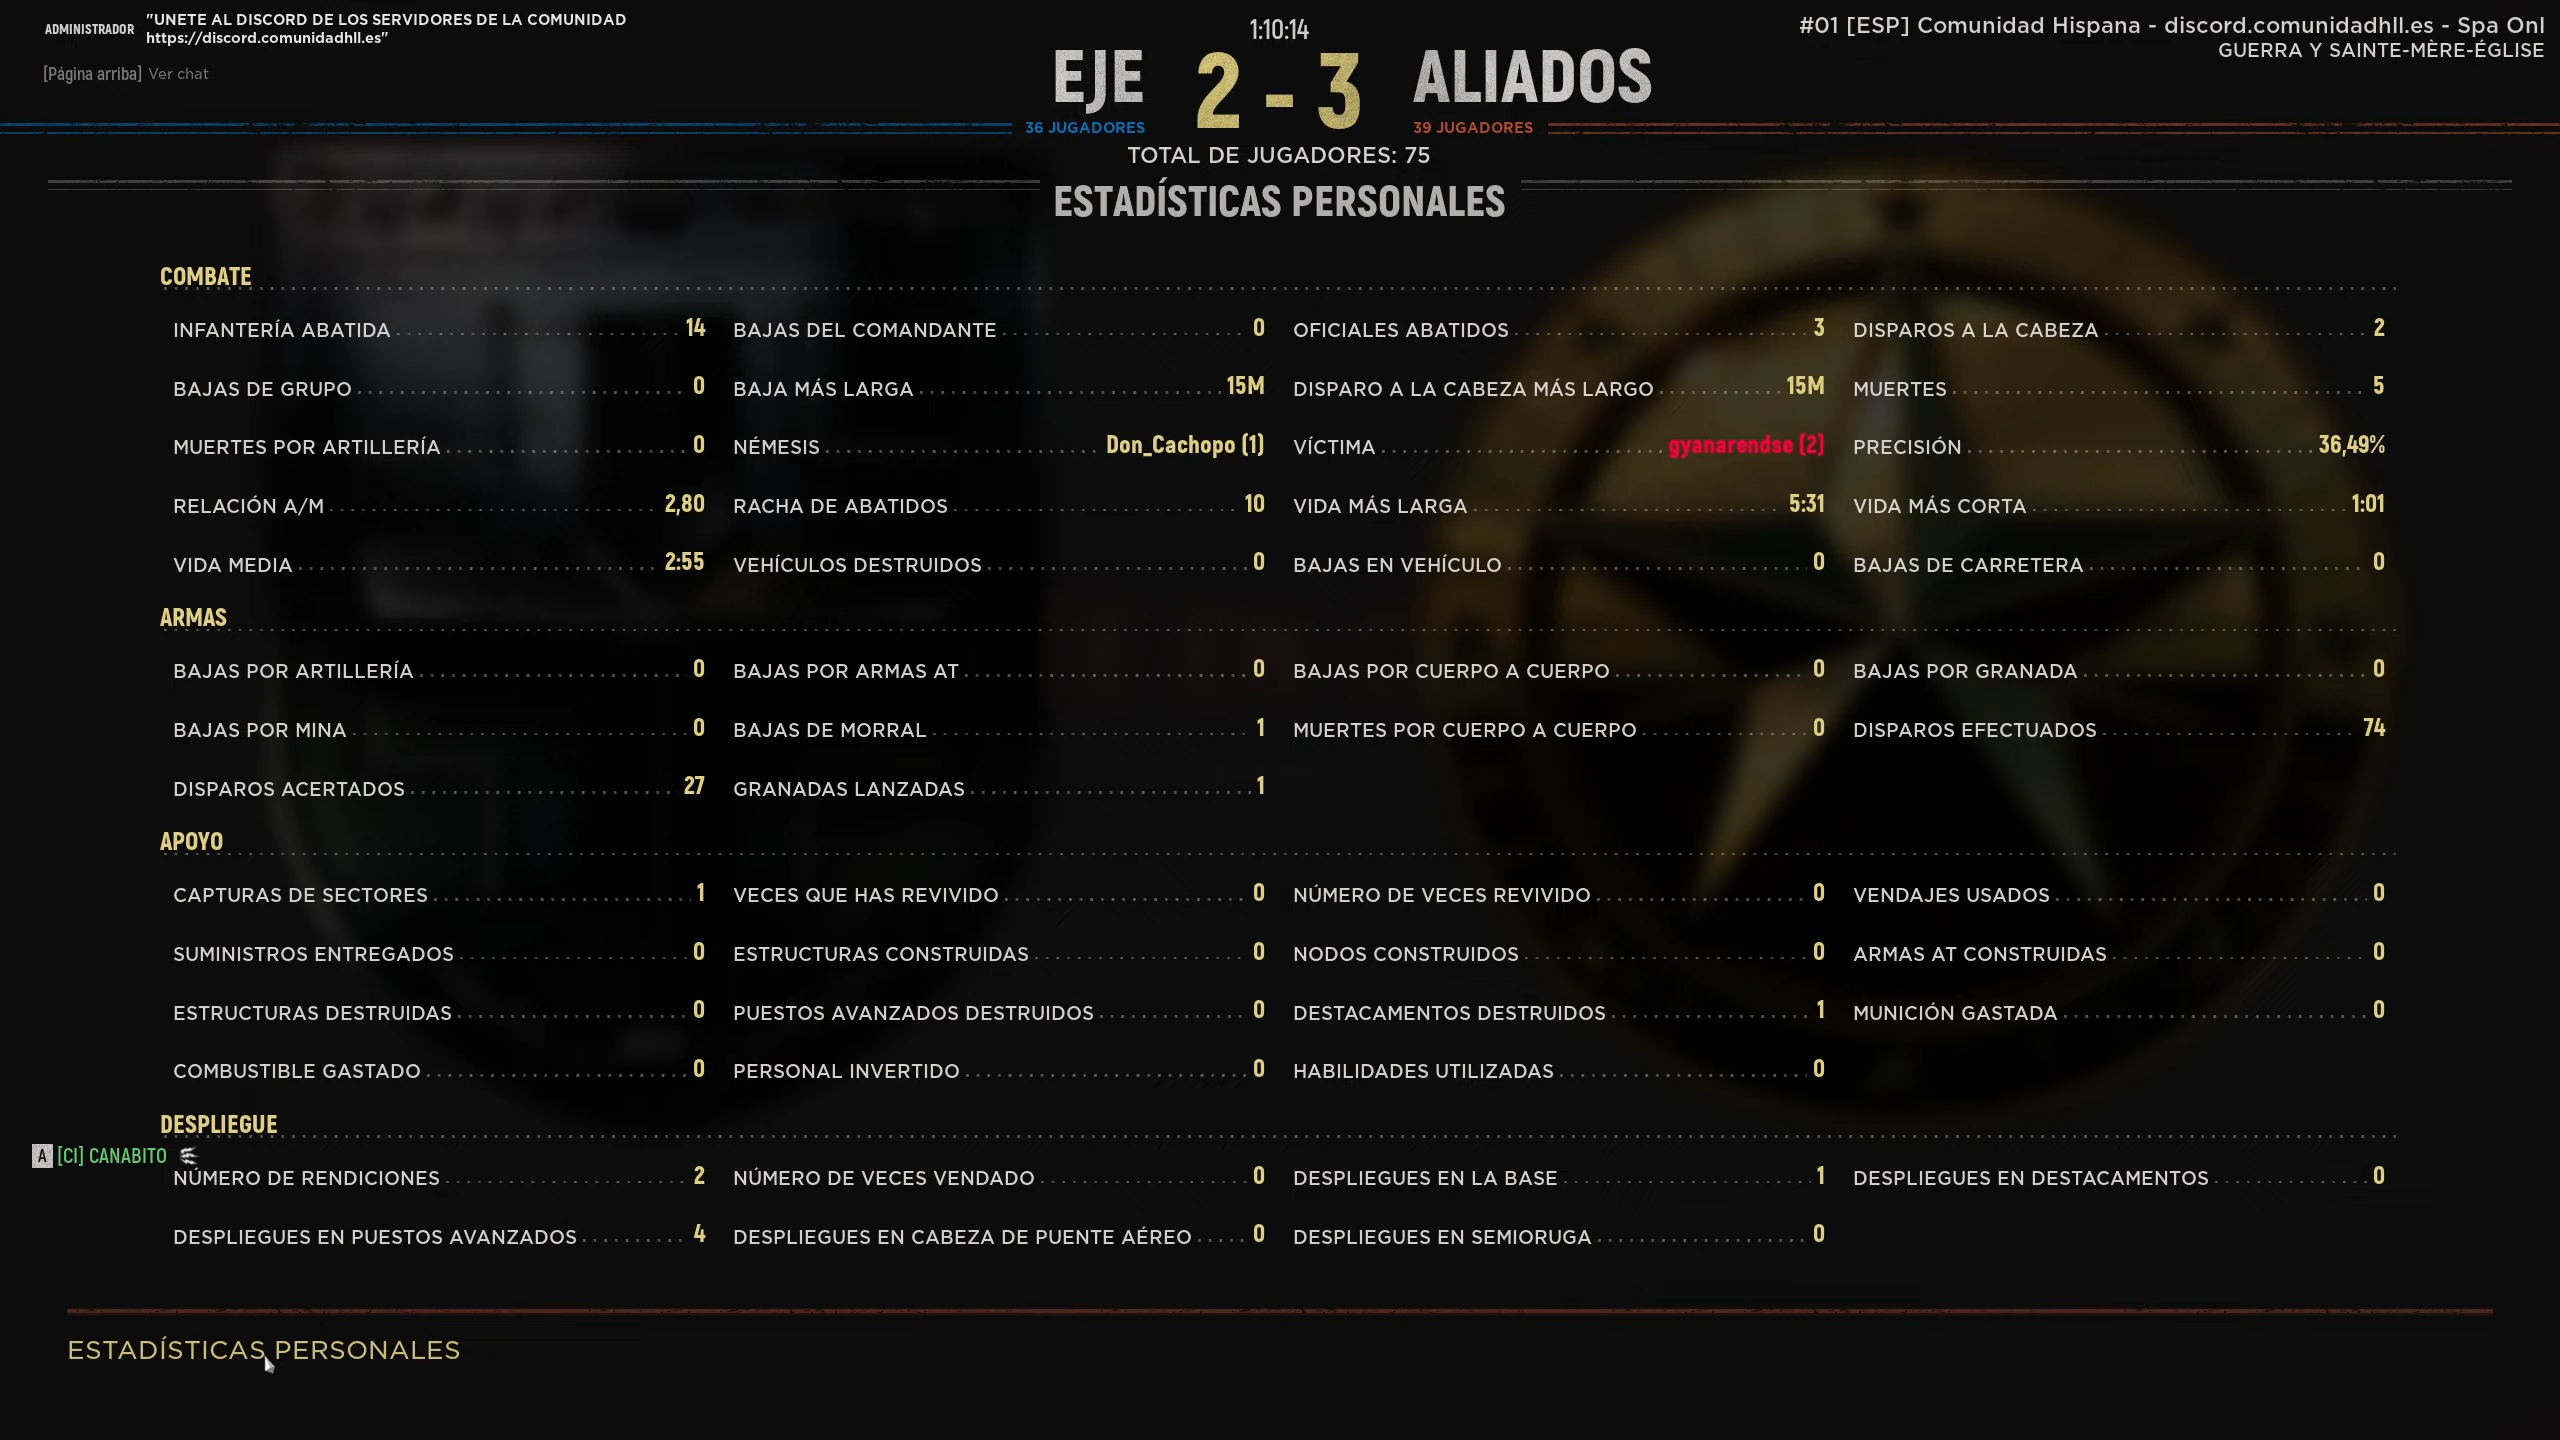 ADMINISTRADOR "UNETE AL DISCORD DE LOS SERVIDORES DE LA COMUNIDAD
https://discord.comunidadhll.es"
[Página arriba] Ver chat
1:10:14
EJE 2 - 3 ALIADOS
36 JUGADORES 39 JUGADORES
#01 [ESP] Comunidad Hispana - discord.comunidadhll.es - Spa Onl
GUERRA Y SAINTE-MÈRE-ÉGLISE
TOTAL DE JUGADORES: 75
ESTADÍSTICAS PERSONALES
COMBATE
INFANTERÍA ABATIDA 14 BAJAS DEL COMANDANTE 0 OFICIALES ABATIDOS 3 DISPAROS A LA CABEZA 2
BAJAS DE GRUPO 0 BAJA MÁS LARGA 15M DISPARO A LA CABEZA MÁS LARGO 15M MUERTES 5
MUERTES POR ARTILLERÍA 0 NÉMESIS Don_Cachopo (1) VÍCTIMA gyanarendse (2) PRECISIÓN 36,49%
RELACIÓN A/M 2,80 RACHA DE ABATIDOS 10 VIDA MÁS LARGA 5:31 VIDA MÁS CORTA 1:01
VIDA MEDIA 2:55 VEHÍCULOS DESTRUIDOS 0 BAJAS EN VEHÍCULO 0 BAJAS DE CARRETERA 0
ARMAS
BAJAS POR ARTILLERÍA 0 BAJAS POR ARMAS AT 0 BAJAS POR CUERPO A CUERPO 0 BAJAS POR GRANADA 0
BAJAS POR MINA 0 BAJAS DE MORRAL 1 MUERTES POR CUERPO A CUERPO 0 DISPAROS EFECTUADOS 74
DISPAROS ACERTADOS 27 GRANADAS LANZADAS 1
APOYO
CAPTURAS DE SECTORES 1 VECES QUE HAS REVIVIDO 0 NÚMERO DE VECES REVIVIDO 0 VENDAJES USADOS 0
SUMINISTROS ENTREGADOS 0 ESTRUCTURAS CONSTRUIDAS 0 NODOS CONSTRUIDOS 0 ARMAS AT CONSTRUIDAS 0
ESTRUCTURAS DESTRUIDAS 0 PUESTOS AVANZADOS DESTRUIDOS 0 DESTACAMENTOS DESTRUIDOS 1 MUNICIÓN GASTADA 0
COMBUSTIBLE GASTADO 0 PERSONAL INVERTIDO 0 HABILIDADES UTILIZADAS 0
DESPLIEGUE
A [CI] CANABITO
NÚMERO DE RENDICIONES 2 NÚMERO DE VECES VENDADO 0 DESPLIEGUES EN LA BASE 1 DESPLIEGUES EN DESTACAMENTOS 0
DESPLIEGUES EN PUESTOS AVANZADOS 4 DESPLIEGUES EN CABEZA DE PUENTE AÉREO 0 DESPLIEGUES EN SEMIORUGA 0
ESTADÍSTICAS PERSONALES